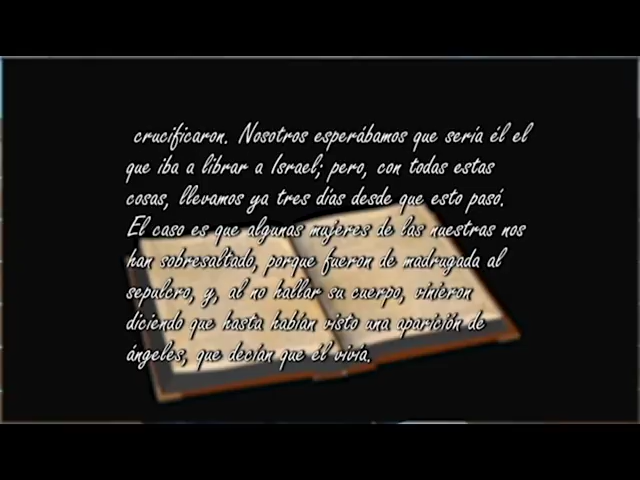 crucificaron. Nosotros esperábamos que sería él el
que iba a librar a Israel; pero, con todas estas
cosas, llevamos ya tres días desde que esto pasó.
El caso es que algunas mujeres de las nuestras nos
han sobresaltado, porque fueron de madrugada al
sepulcro, y, al no hallar su cuerpo, vinieron
diciendo que hasta habían visto una aparición de
ángeles, que decían que él vivía.